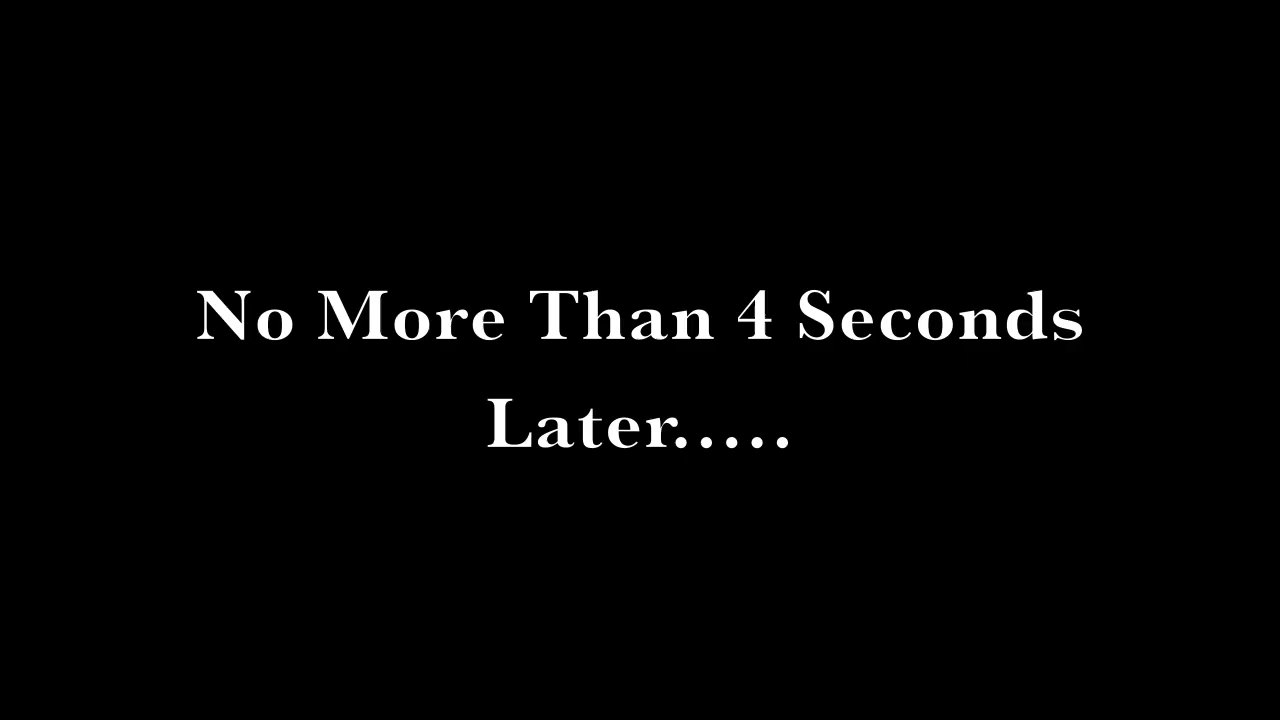 No More Than 4 Seconds
Later.....